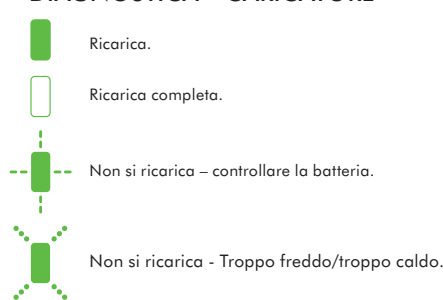 Ricarica.
Ricarica completa.
Non si ricarica – controllare la batteria.
Non si ricarica - Troppo freddo/troppo caldo.